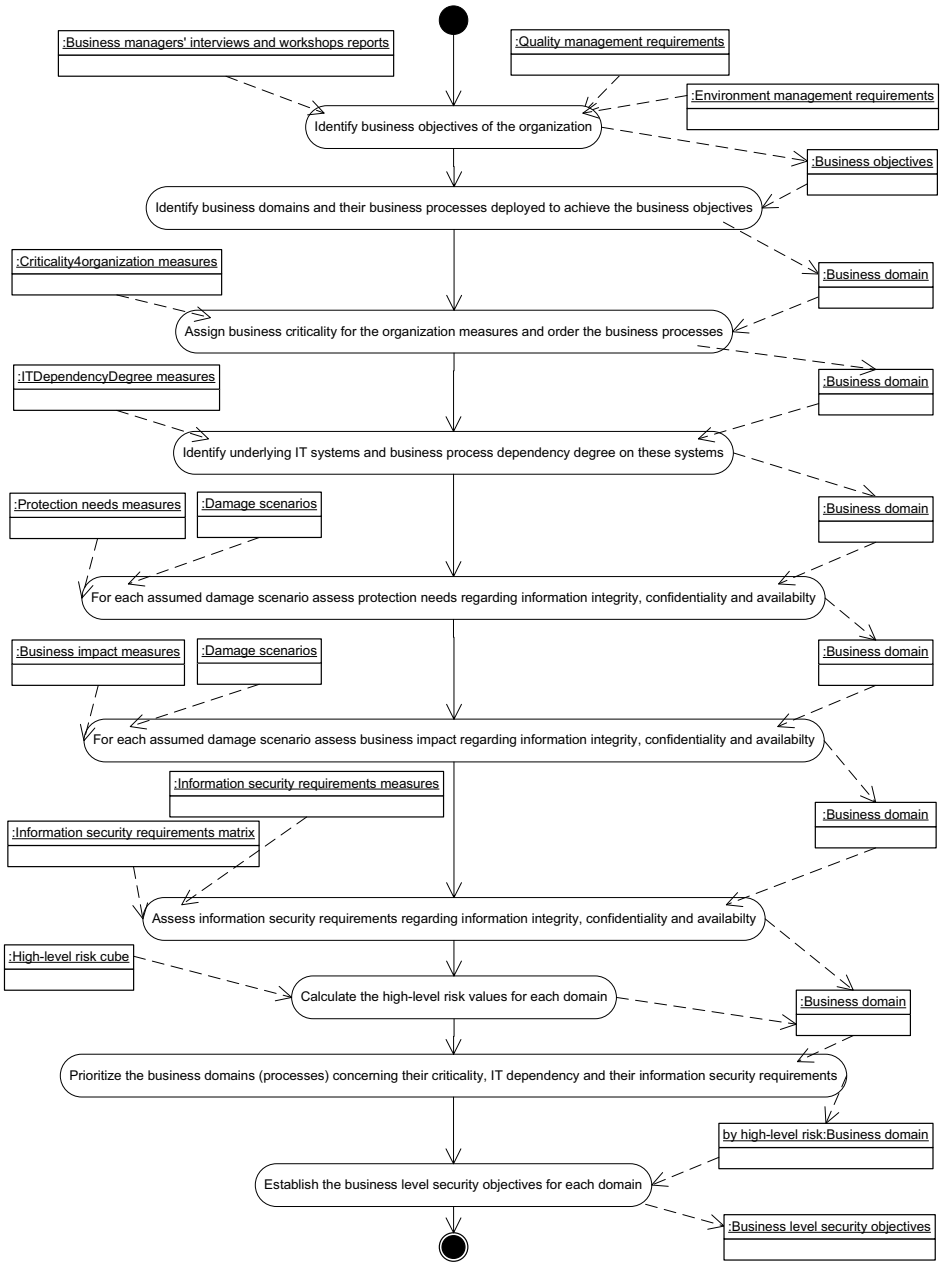 :Business managers' interviews and workshops reports
:Quality management requirements
:Environment management requirements
Identify business objectives of the organization
:Business objectives
Identify business domains and their business processes deployed to achieve the business objectives
:Criticality4organization measures
:Business domain
Assign business criticality for the organization measures and order the business processes
:ITDependencyDegree measures
:Business domain
Identify underlying IT systems and business process dependency degree on these systems
:Protection needs measures
:Damage scenarios
:Business domain
For each assumed damage scenario assess protection needs regarding information integrity, confidentiality and availabilty
:Business impact measures
:Damage scenarios
:Business domain
For each assumed damage scenario assess business impact regarding information integrity, confidentiality and availabilty
:Information security requirements measures
:Business domain
:Information security requirements matrix
Assess information security requirements regarding information integrity, confidentiality and availabilty
:High-level risk cube
Calculate the high-level risk values for each domain
:Business domain
Prioritize the business domains (processes) concerning their criticality, IT dependency and their information security requirements
by high-level risk:Business domain
Establish the business level security objectives for each domain
:Business level security objectives